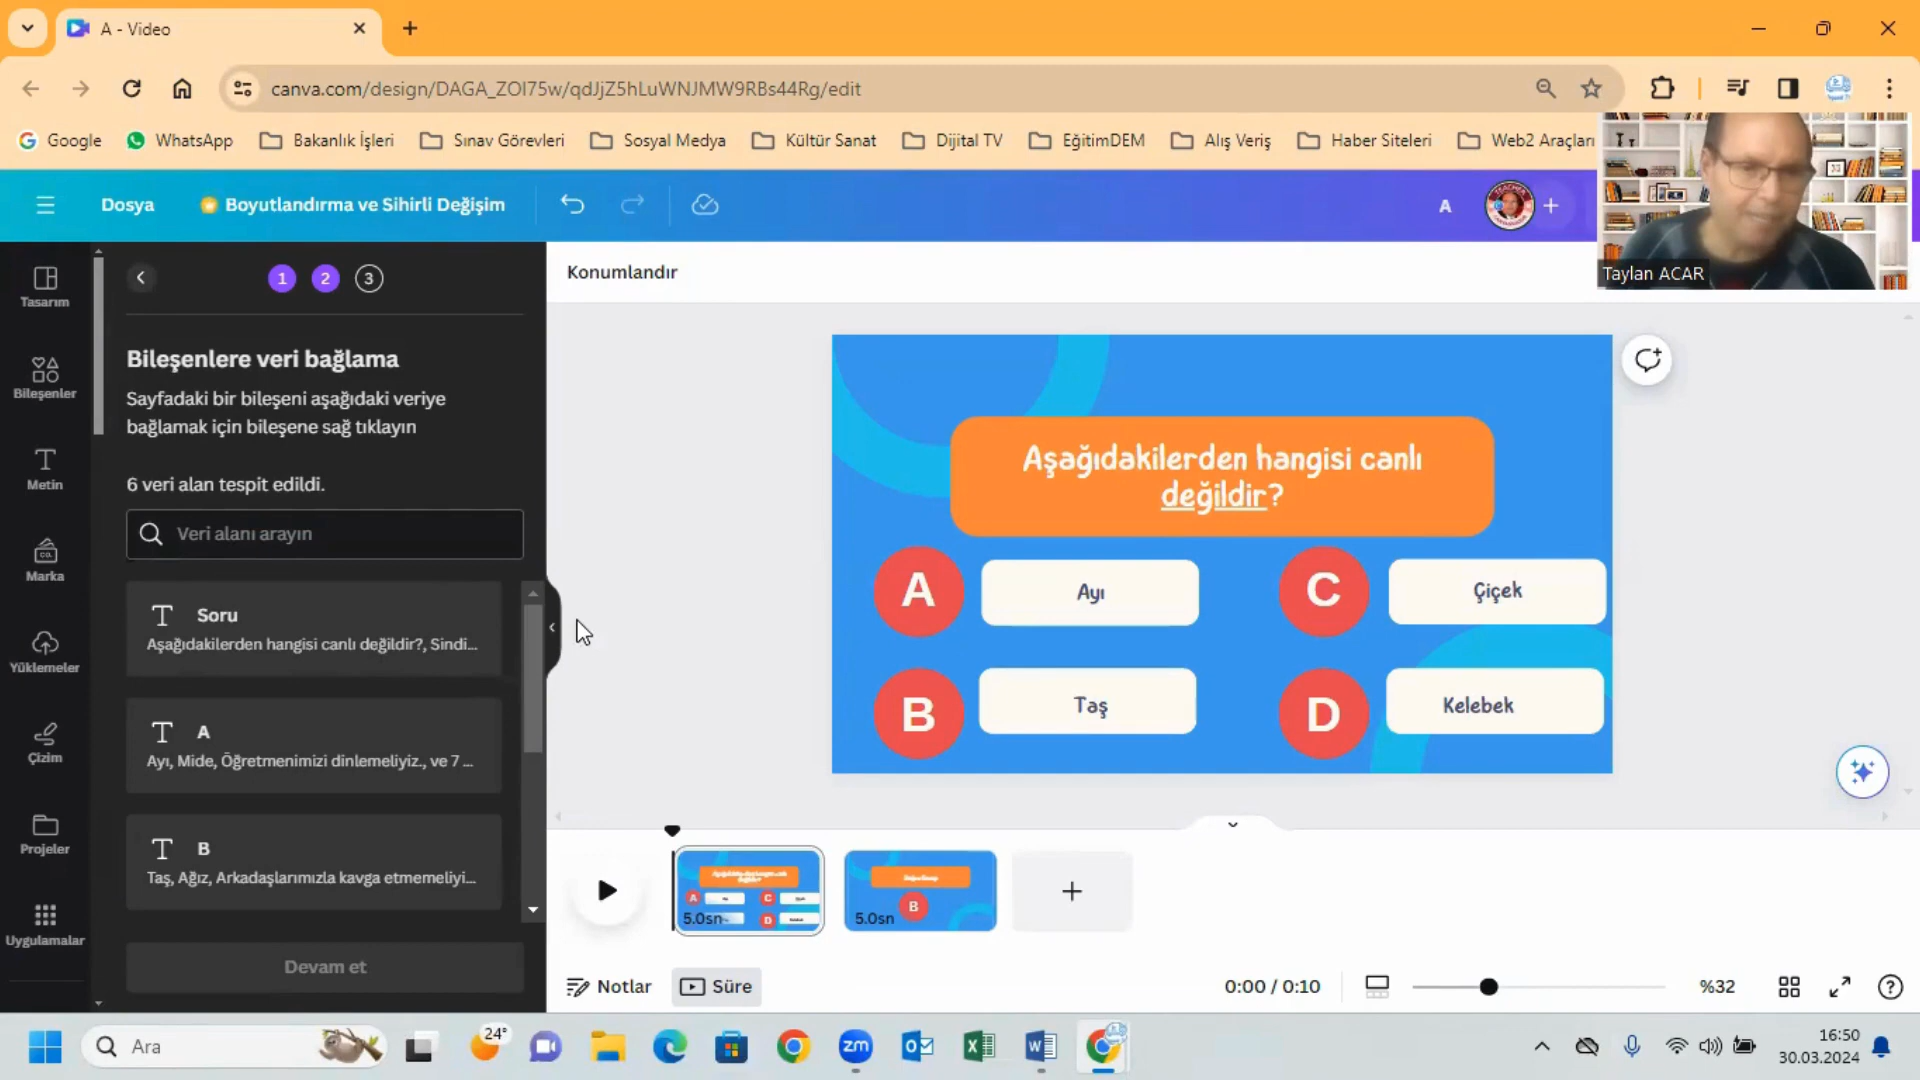 A - Video
canva.com/design/DAGA_ZOI75w/qdJjZ5hLuWNJMW9RBs44Rg/edit
Google
WhatsApp
Bakanlık İşleri
Sınav Görevleri
Sosyal Medya
Kültür Sanat
Dijital TV
EğitimDEM
Alış Veriş
Haber Siteleri
Web2 Araçları
Dosya
Boyutlandırma ve Sihirli Değişim
A
Taylan ACAR
Tasarım
Bileşenler
Metin
Marka
Yüklemeler
Çizim
Projeler
Uygulamalar
1 2 3
Bileşenlere veri bağlama
Sayfadaki bir bileşeni aşağıdaki veriye
bağlamak için bileşene sağ tıklayın
6 veri alan tespit edildi.
Veri alanı arayın
Soru
Aşağıdakilerden hangisi canlı değildir?, Sindi...
A
Ayı, Mide, Öğretmenimizi dinlemeliyiz., ve 7 ...
B
Taş, Ağız, Arkadaşlarımızla kavga etmemeliyi...
Devam et
Konumlandır
Aşağıdakilerden hangisi canlı
değildir?
A Ayı
C Çiçek
B Taş
D Kelebek
5.0sn
5.0sn
B
Notlar
Süre
0:00 / 0:10
%32
Ara
24°
16:50
30.03.2024